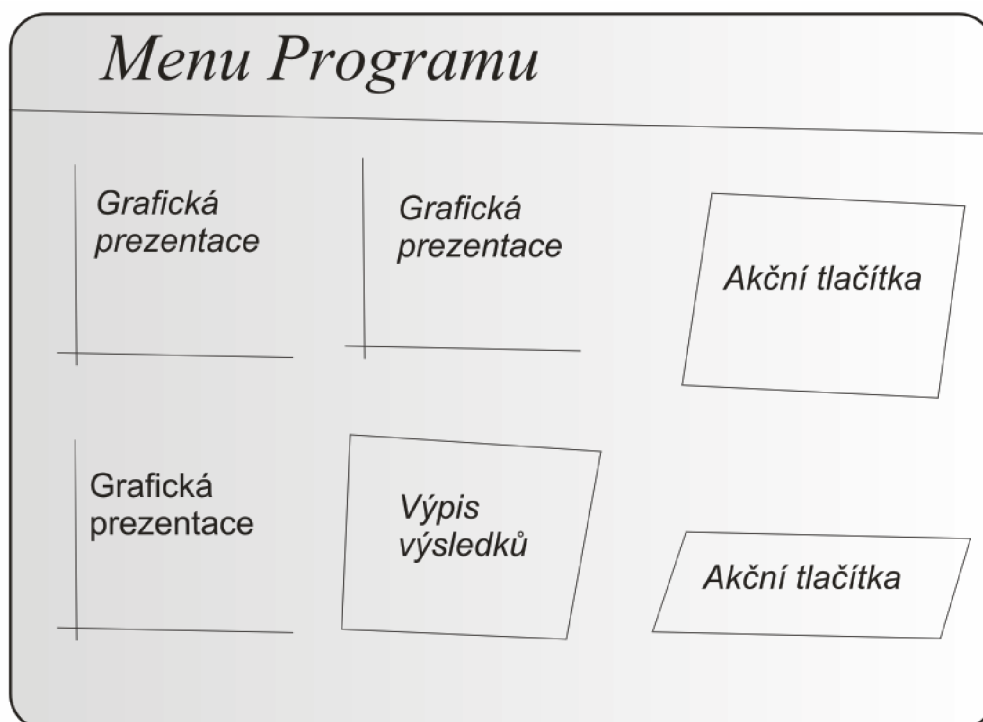 Menu Programu
Grafická
prezentace
Grafická
prezentace
Akční tlačítka
Grafická
prezentace
Výpis
výsledků
Akční tlačítka